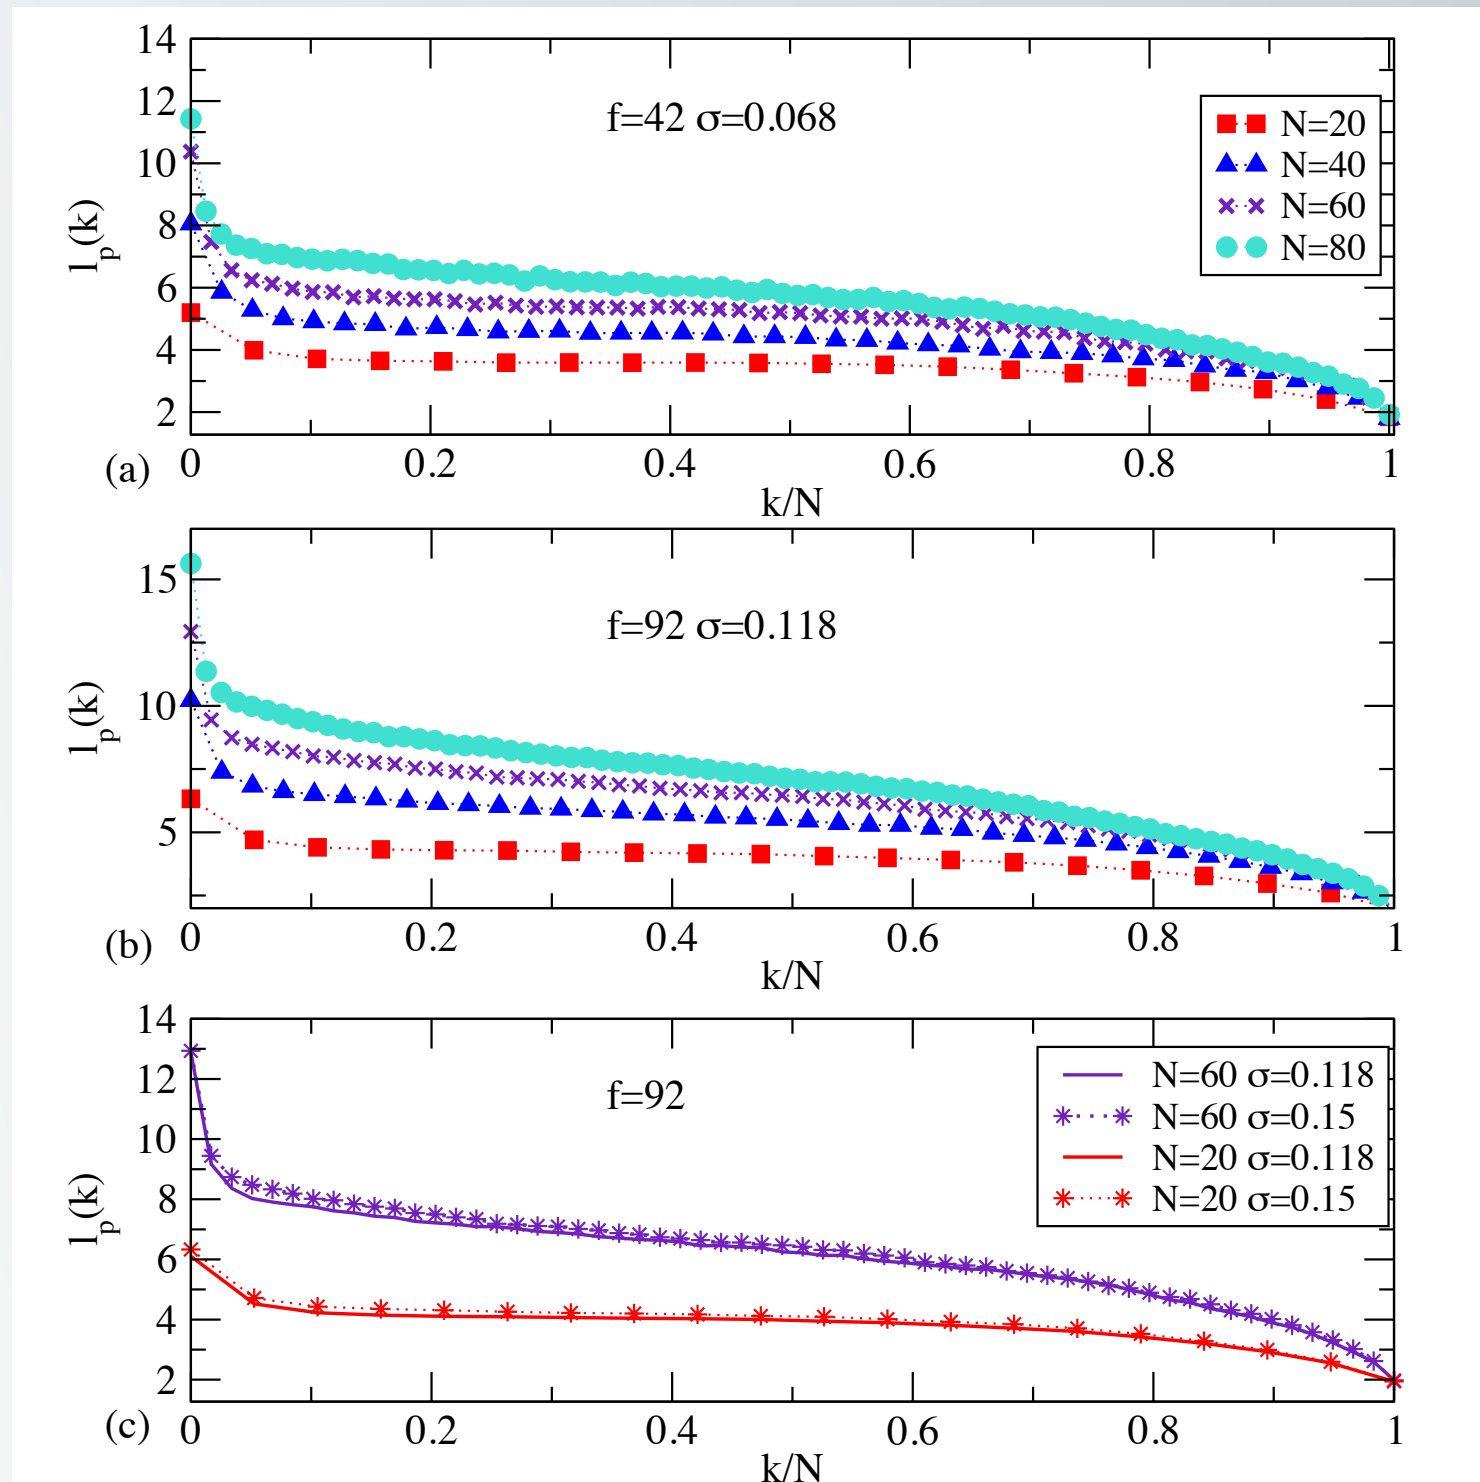 14
12
10
8
6
4
2
l_p(k)
f=42 σ=0.068
N=20
N=40
N=60
N=80
0 0.2 0.4 0.6 0.8 1
(a)
k/N
15
10
5
l_p(k)
f=92 σ=0.118
0 0.2 0.4 0.6 0.8 1
(b)
k/N
14
12
10
8
6
4
2
l_p(k)
f=92
N=60 σ=0.118
N=60 σ=0.15
N=20 σ=0.118
N=20 σ=0.15
0 0.2 0.4 0.6 0.8 1
(c)
k/N